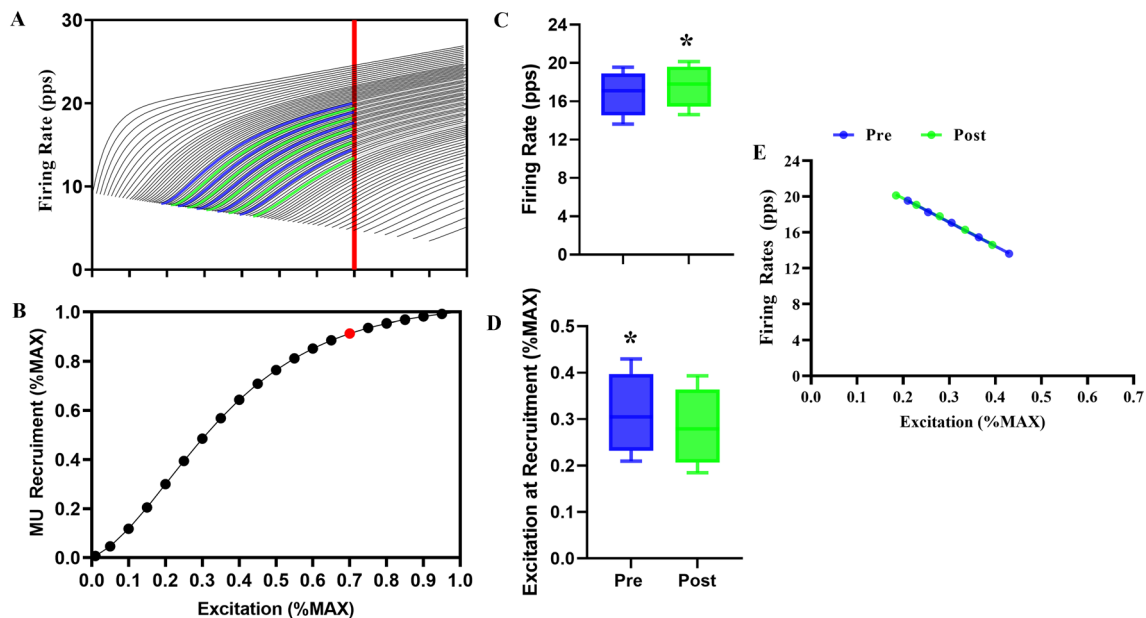 A
30
20
10
0
Firing Rate (pps)
B
1.0
0.8
0.6
0.4
0.2
0.0
MU Recruiment (%MAX)
0.0 0.1 0.2 0.3 0.4 0.5 0.6 0.7 0.8 0.9 1.0
Excitation (%MAX)
C
24
20
16
12
8
4
0
Firing Rate (pps)
*
D
0.5
0.4
0.3
0.2
0.1
0.0
Excitation at Recruitment (%MAX)
*
Pre Post
Pre Post
E
24
20
16
12
8
4
0
Firing Rates (pps)
0.0 0.1 0.2 0.3 0.4 0.5 0.6 0.7
Excitation (%MAX)